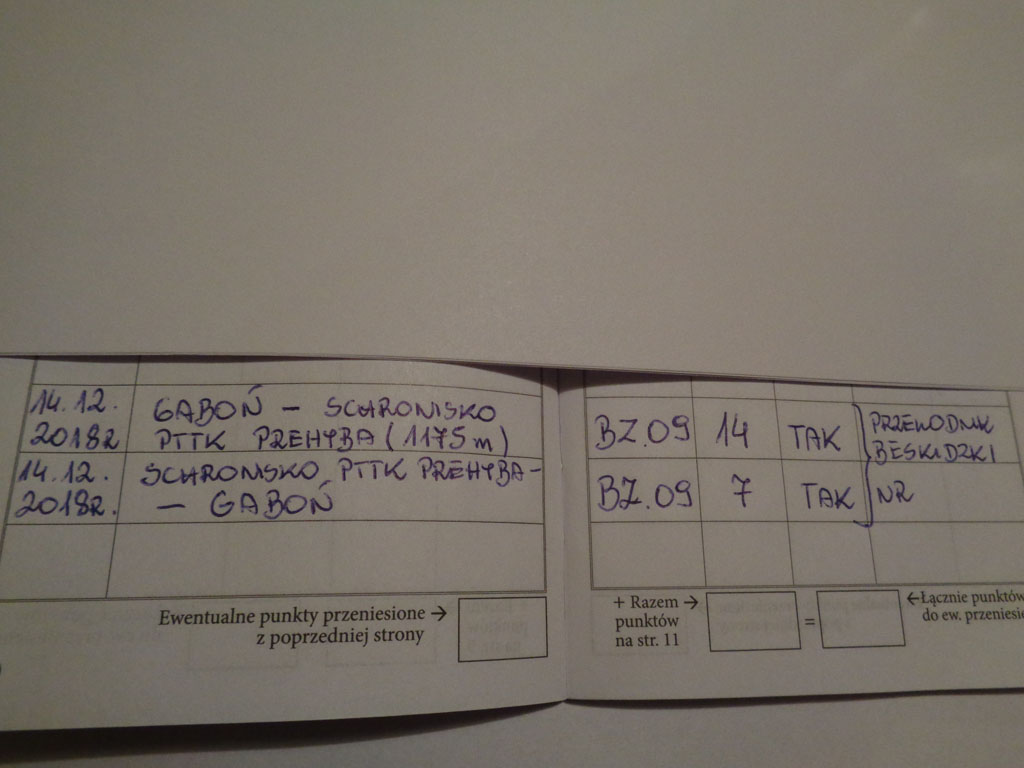 14.12.
2018r
GABOŃ – SCHRONISKO
PTTK PRZEHYBA (1175 m)
BZ.09 14 TAK
PRZEWODNIK
BESKIDZKI
14.12.
2018r.
SCHRONISKO PTTK PRZEHYBA –
– GABOŃ
BZ.09 7 TAK
NR
Ewentualne punkty przeniesione →
z poprzedniej strony
+ Razem →
punktów
na str. 11
=
←Łącznie punktów
do ew. przeniesie